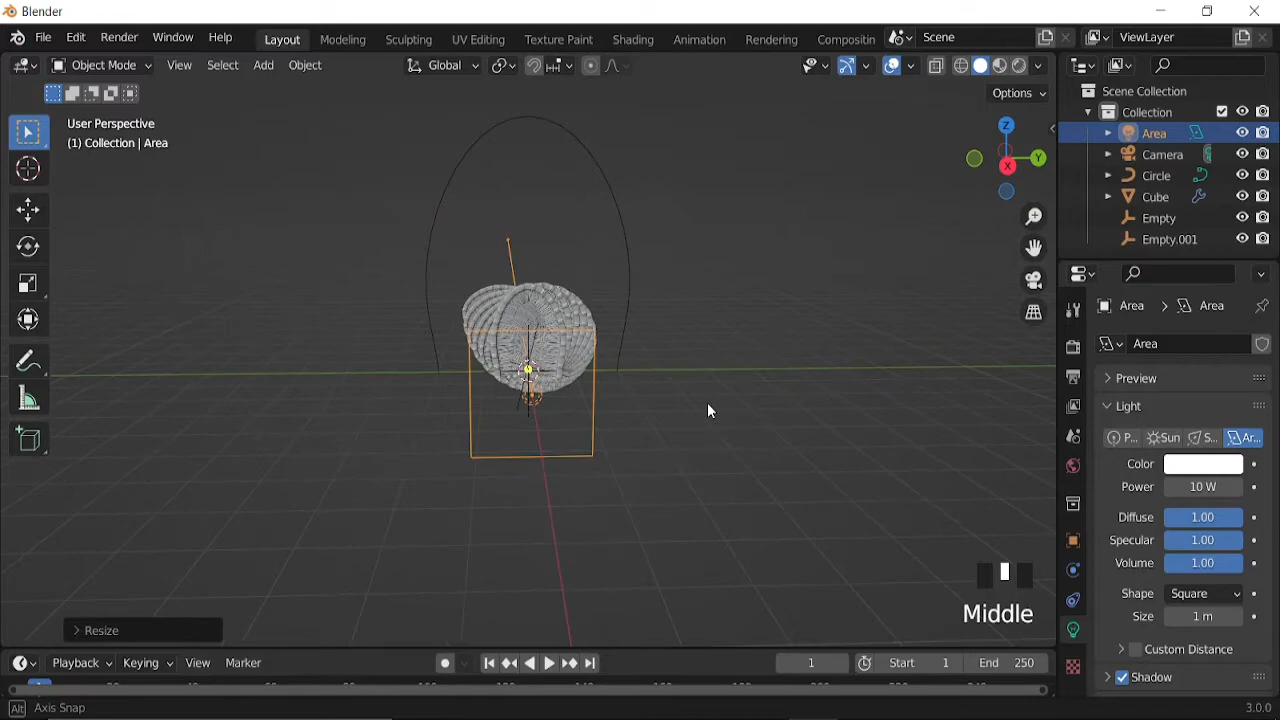 Blender
File Edit Render Window Help Layout Modeling Sculpting UV Editing Texture Paint Shading Animation Rendering Compositin Scene ViewLayer
Object Mode View Select Add Object Global
Options
User Perspective
(1) Collection | Area
Z
Y
X
Scene Collection
Collection
Area
Camera
Circle
Cube
Empty
Empty.001
Area Area
Area
Preview
Light
P... Sun S... Ar...
Color
Power 10 W
Diffuse 1.00
Specular 1.00
Volume 1.00
Shape Square
Size 1 m
Custom Distance
Shadow
Middle
Resize
Playback Keying View Marker 1 Start 1 End 250
Alt Axis Snap 3.0.0